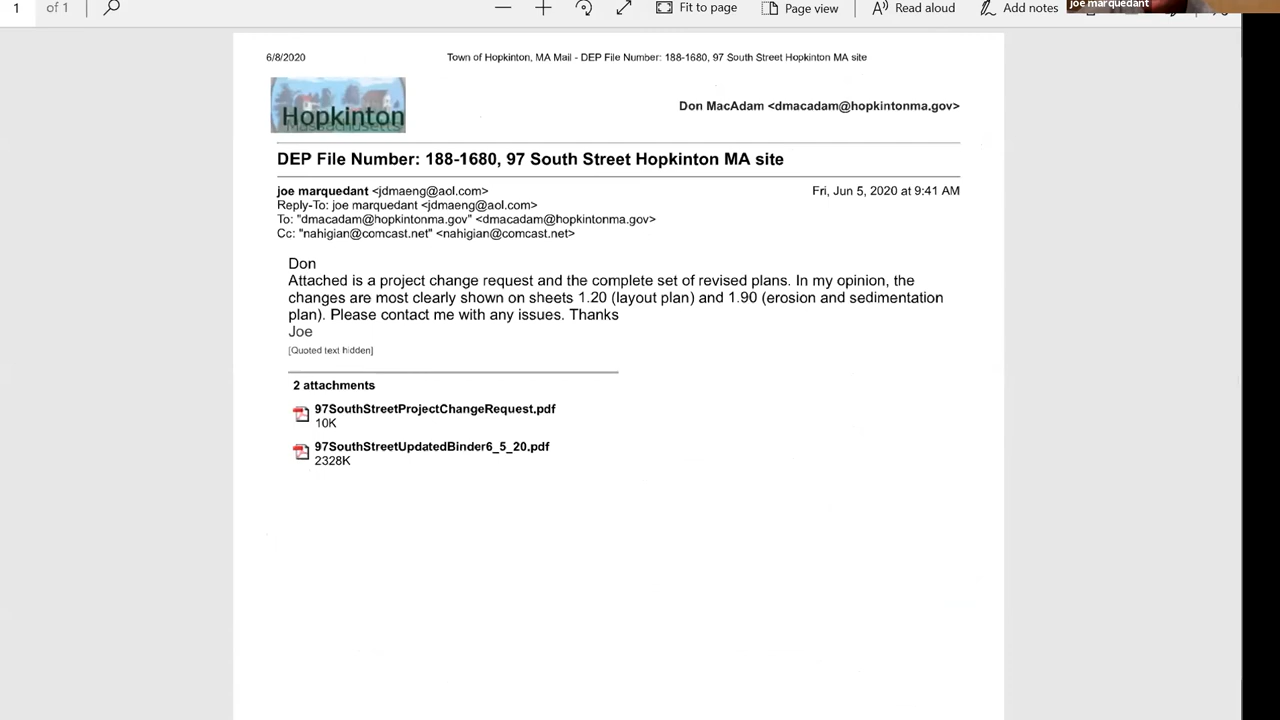 joe marquedant
1 of 1 Fit to page Page view Read aloud Add notes
6/8/2020 Town of Hopkinton, MA Mail - DEP File Number: 188-1680, 97 South Street Hopkinton MA site
Hopkinton
Massachusetts
Don MacAdam <dmacadam@hopkintonma.gov>
DEP File Number: 188-1680, 97 South Street Hopkinton MA site
joe marquedant <jdmaeng@aol.com> Fri, Jun 5, 2020 at 9:41 AM
Reply-To: joe marquedant <jdmaeng@aol.com>
To: "dmacadam@hopkintonma.gov" <dmacadam@hopkintonma.gov>
Cc: "nahigian@comcast.net" <nahigian@comcast.net>
Don
Attached is a project change request and the complete set of revised plans. In my opinion, the
changes are most clearly shown on sheets 1.20 (layout plan) and 1.90 (erosion and sedimentation
plan). Please contact me with any issues. Thanks
Joe
[Quoted text hidden]
2 attachments
97SouthStreetProjectChangeRequest.pdf
10K
97SouthStreetUpdatedBinder6_5_20.pdf
2328K